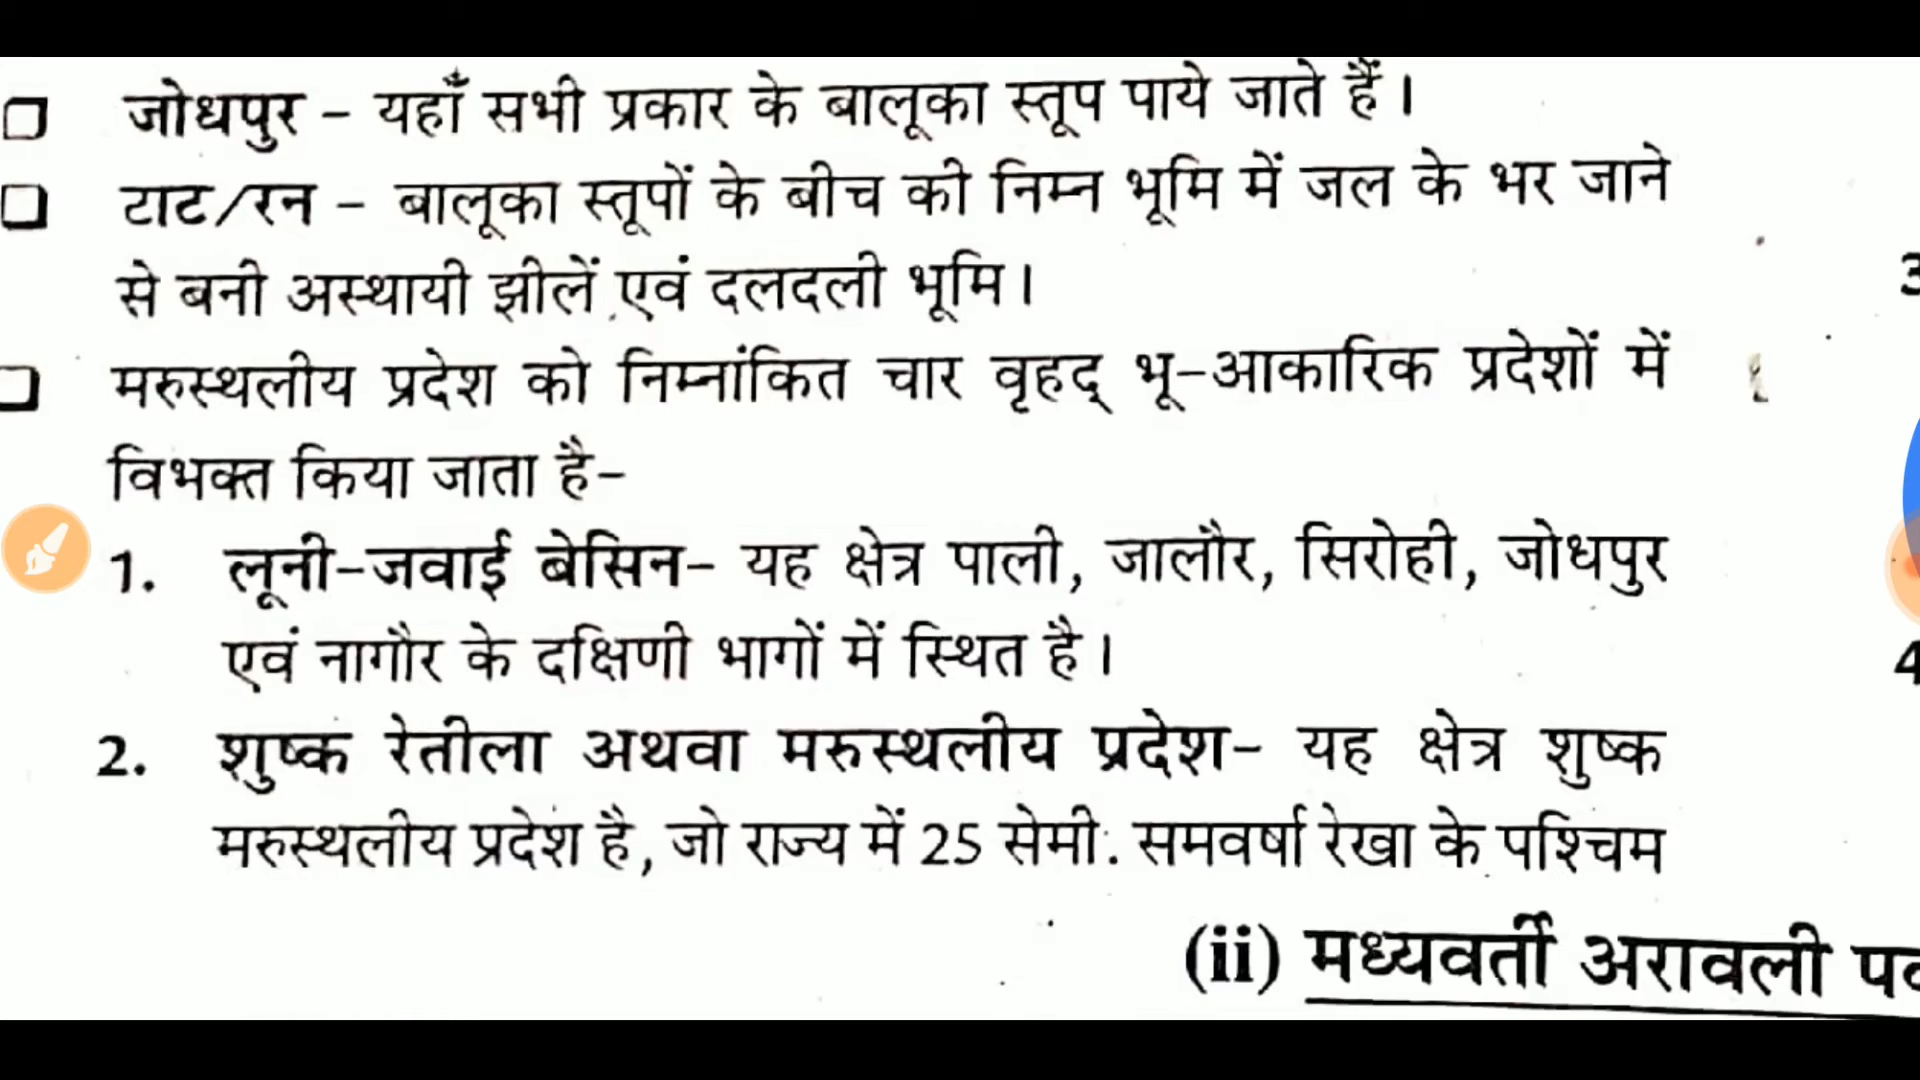 जोधपुर - यहाँ सभी प्रकार के बालूका स्तूप पाये जाते हैं।
टाट/रन - बालूका स्तूपों के बीच की निम्न भूमि में जल के भर जाने
से बनी अस्थायी झीलें एवं दलदली भूमि।
मरुस्थलीय प्रदेश को निम्नांकित चार वृहद् भू-आकारिक प्रदेशों में
विभक्त किया जाता है-
1. लूनी-जवाई बेसिन- यह क्षेत्र पाली, जालौर, सिरोही, जोधपुर
एवं नागौर के दक्षिणी भागों में स्थित है।
2. शुष्क रेतीला अथवा मरुस्थलीय प्रदेश- यह क्षेत्र शुष्क
मरुस्थलीय प्रदेश है, जो राज्य में 25 सेमी. समवर्षा रेखा के पश्चिम
(ii) मध्यवर्ती अरावली
3
4